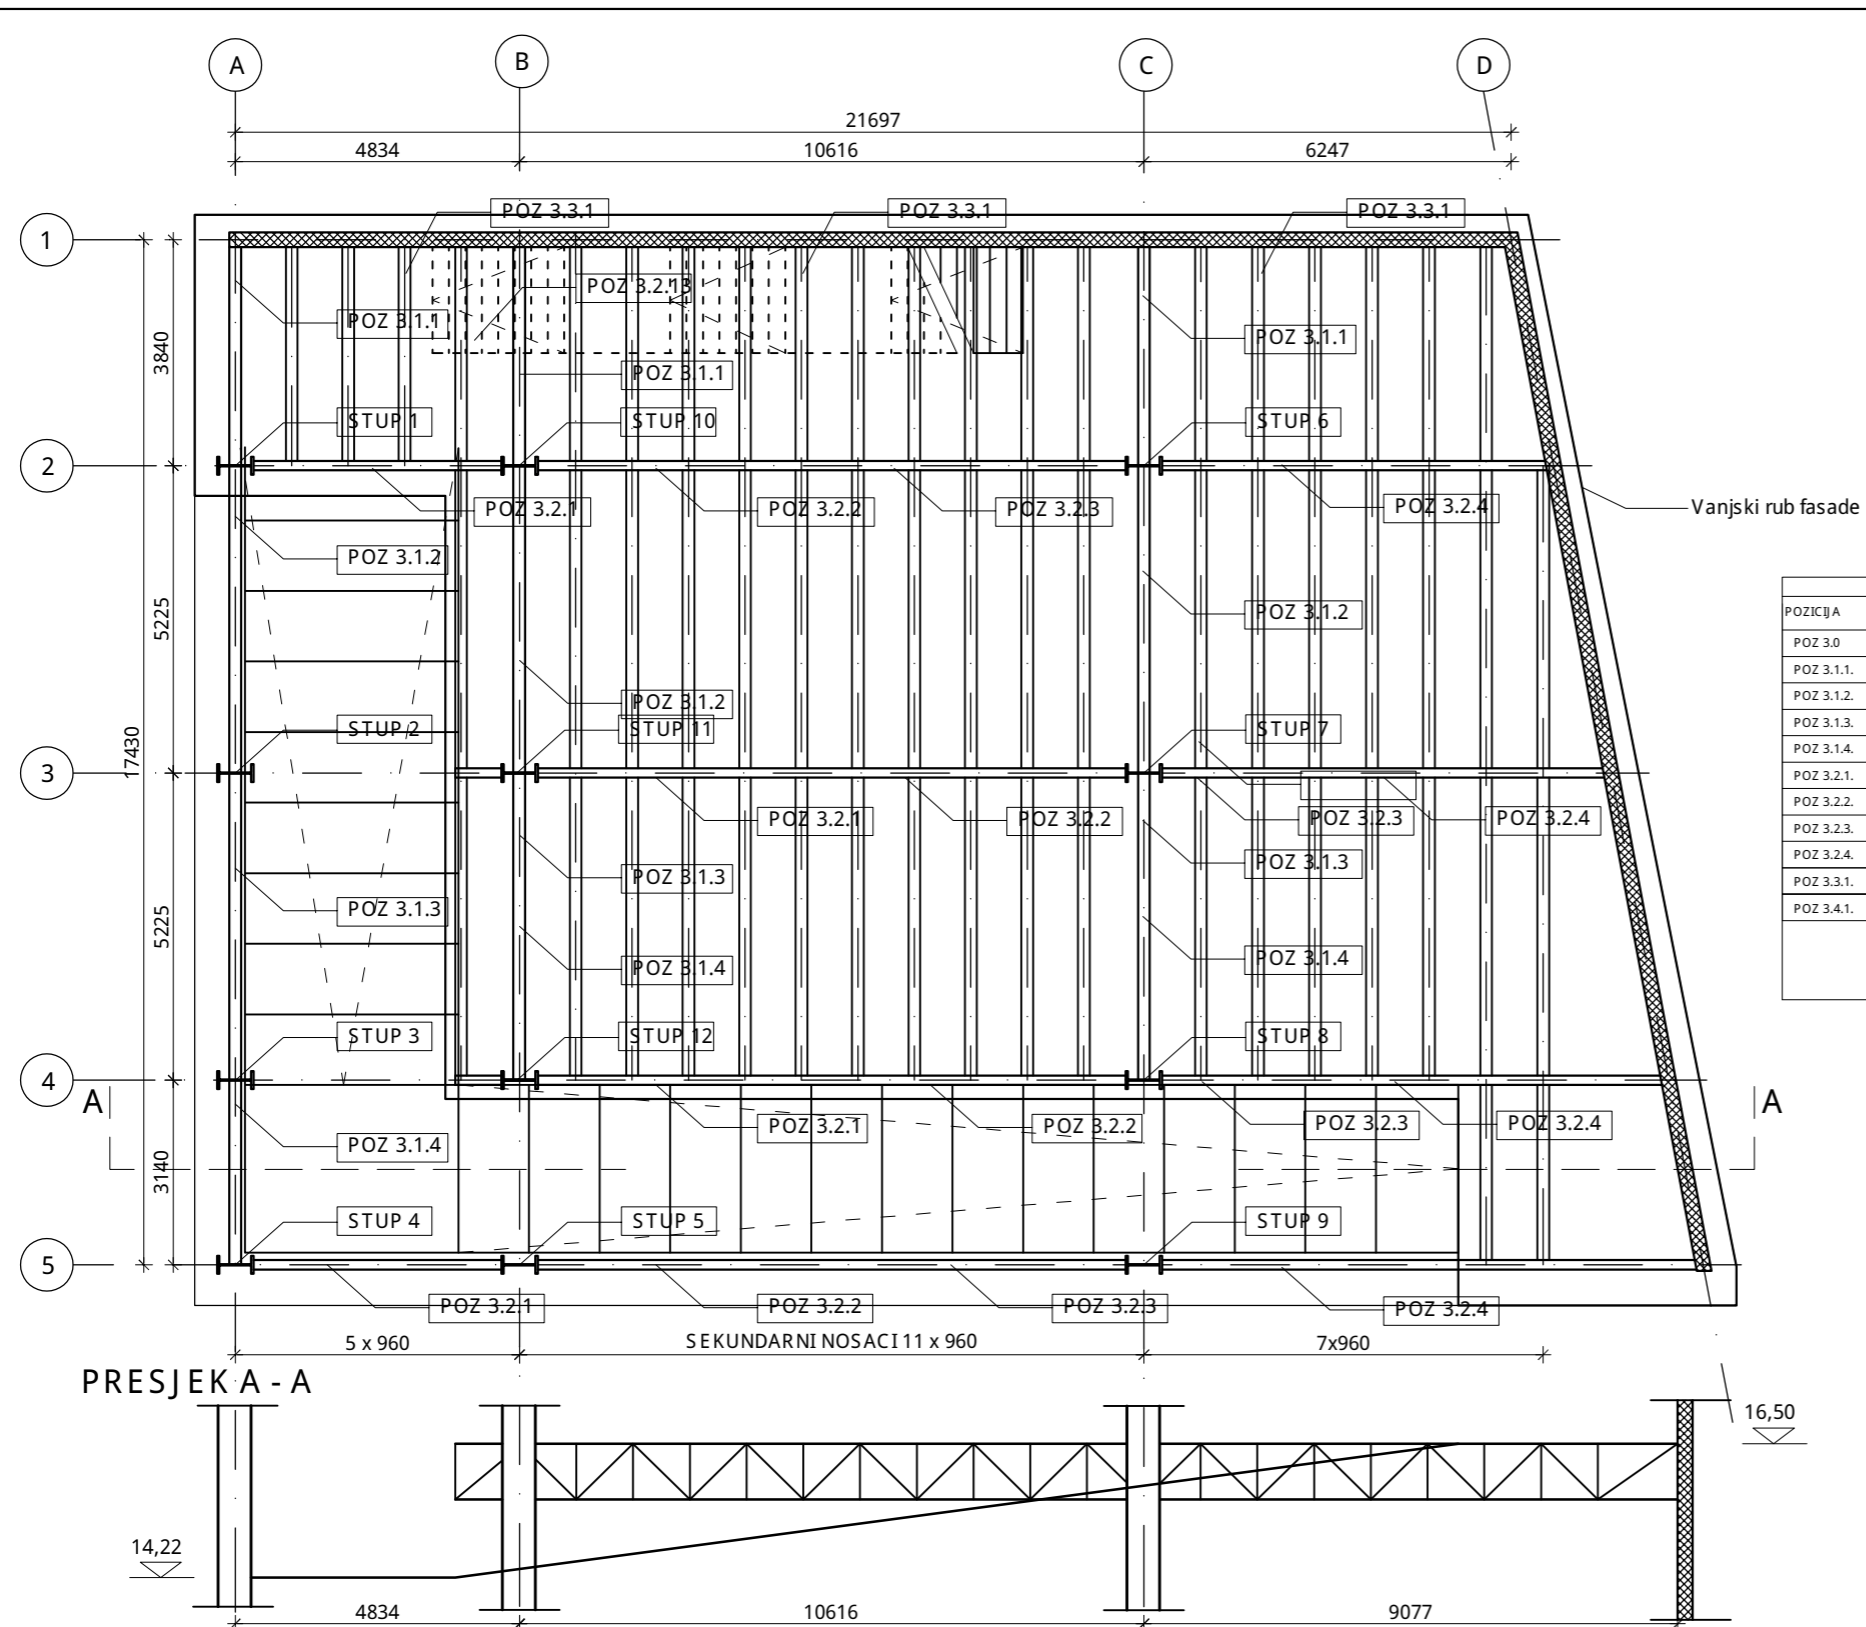 A
B
C
D
21697
4834
10616
6247
POZ 3.3.1
POZ 3.3.1
POZ 3.3.1
1
POZ 3.2.13
POZ 3.1.1
POZ 3.1.1
3840
POZ 3.1.1
STUP 1
STUP 10
STUP 6
2
POZ 3.2.1
POZ 3.2.2
POZ 3.2.3
POZ 3.2.4
Vanjski rub fasade
POZ 3.1.2
5225
POZ 3.1.2
POZICIJA
POZ 3.0
POZ 3.1.1.
POZ 3.1.2.
POZ 3.1.3.
POZ 3.1.4.
POZ 3.2.1.
POZ 3.2.2.
POZ 3.2.3.
POZ 3.2.4.
POZ 3.3.1.
POZ 3.4.1.
POZ 3.1.2
STUP 2
STUP 11
STUP 7
17430
3
POZ 3.2.1
POZ 3.2.2
POZ 3.2.3
POZ 3.2.4
POZ 3.1.3
POZ 3.1.3
POZ 3.1.3
5225
POZ 3.1.4
POZ 3.1.4
STUP 3
STUP 12
STUP 8
4
A
A
POZ 3.2.1
POZ 3.2.2
POZ 3.2.3
POZ 3.2.4
POZ 3.1.4
3140
STUP 4
STUP 5
STUP 9
5
POZ 3.2.1
POZ 3.2.2
POZ 3.2.3
POZ 3.2.4
5 x 960
SEKUNDARNI NOSACI 11 x 960
7x960
PRESJEK A - A
16,50
14,22
4834
10616
9077